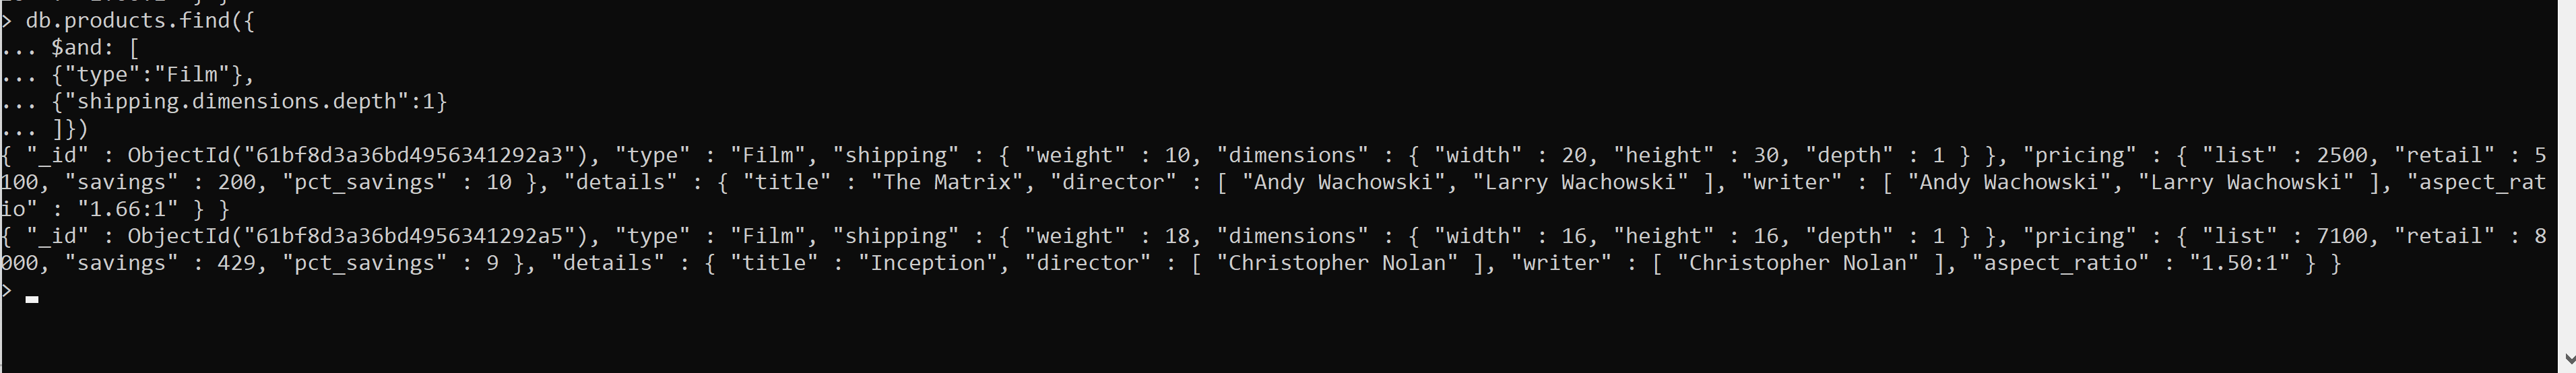 > db.products.find({
... $and: [
... {"type":"Film"},
... {"shipping.dimensions.depth":1}
... ]})
{ "_id" : ObjectId("61bf8d3a36bd4956341292a3"), "type" : "Film", "shipping" : { "weight" : 10, "dimensions" : { "width" : 20, "height" : 30, "depth" : 1 } }, "pricing" : { "list" : 2500, "retail" : 5
100, "savings" : 200, "pct_savings" : 10 }, "details" : { "title" : "The Matrix", "director" : [ "Andy Wachowski", "Larry Wachowski" ], "writer" : [ "Andy Wachowski", "Larry Wachowski" ], "aspect_rat
io" : "1.66:1" } }
{ "_id" : ObjectId("61bf8d3a36bd4956341292a5"), "type" : "Film", "shipping" : { "weight" : 18, "dimensions" : { "width" : 16, "height" : 16, "depth" : 1 } }, "pricing" : { "list" : 7100, "retail" : 8
000, "savings" : 429, "pct_savings" : 9 }, "details" : { "title" : "Inception", "director" : [ "Christopher Nolan" ], "writer" : [ "Christopher Nolan" ], "aspect_ratio" : "1.50:1" } }
>